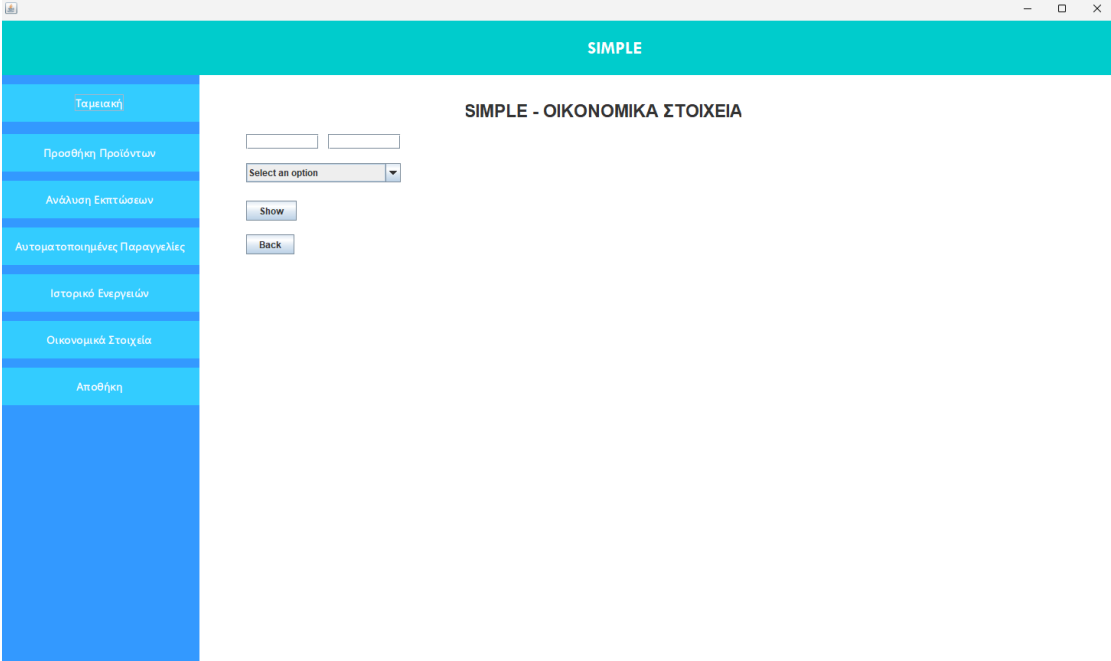 SIMPLE
Ταμειακή
Προσθήκη Προϊόντων
Ανάλυση Εκπτώσεων
Αυτοματοποιημένες Παραγγελίες
Ιστορικό Ενεργειών
Οικονομικά Στοιχεία
Αποθήκη
SIMPLE - ΟΙΚΟΝΟΜΙΚΑ ΣΤΟΙΧΕΙΑ
Select an option
Show
Back